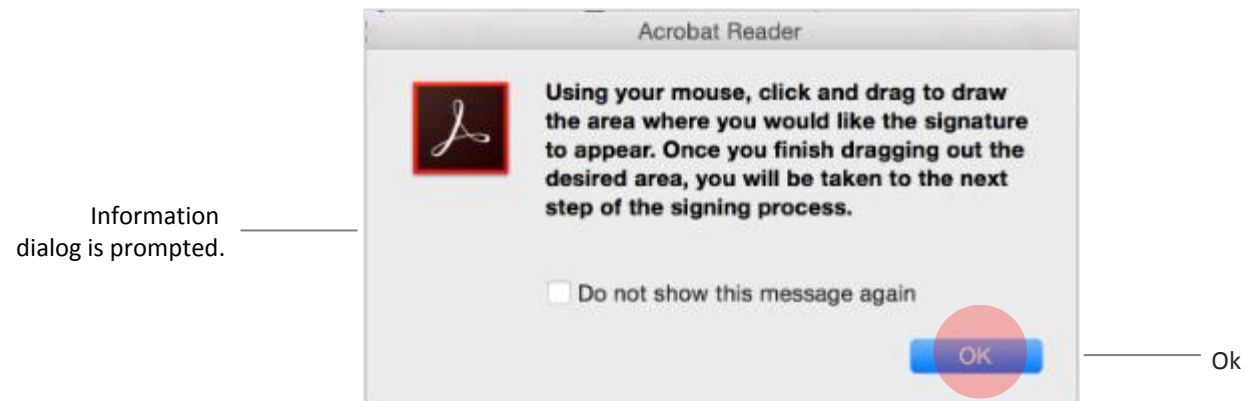 Acrobat Reader
Using your mouse, click and drag to draw
the area where you would like the signature
to appear. Once you finish dragging out the
desired area, you will be taken to the next
step of the signing process.
Information
dialog is prompted.
Do not show this message again
OK
Ok